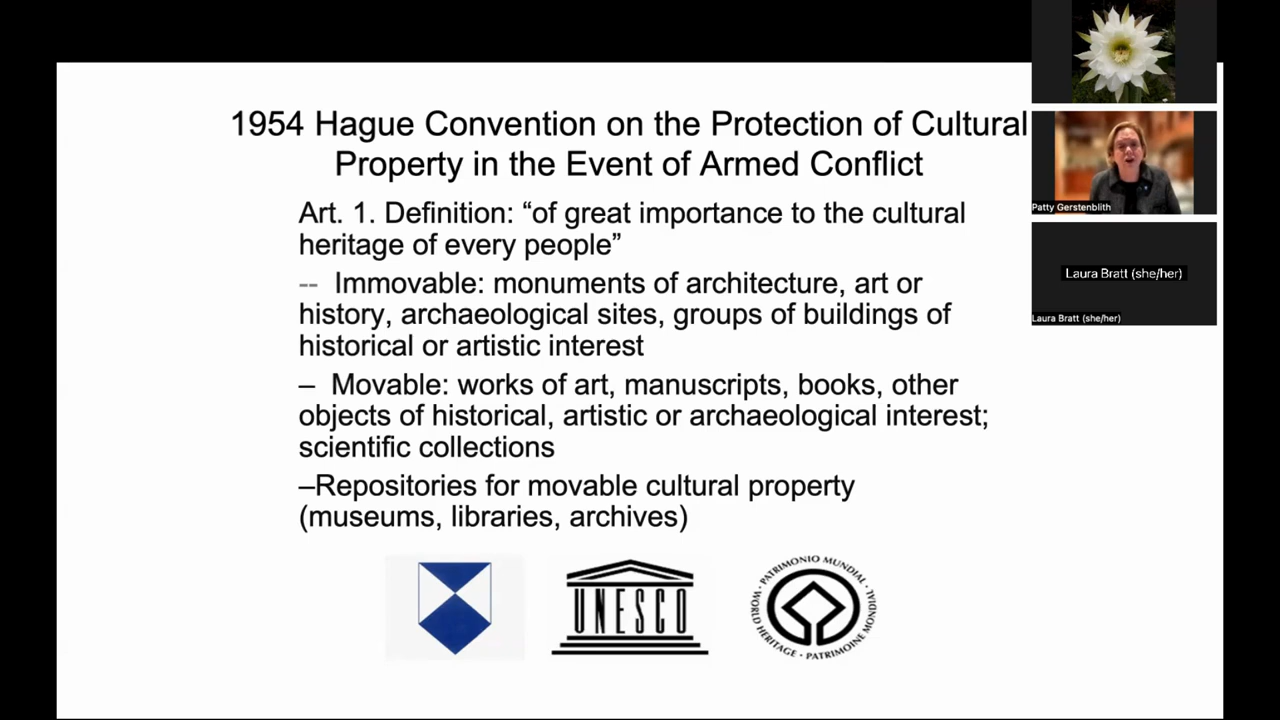 1954 Hague Convention on the Protection of Cultural
Property in the Event of Armed Conflict
Art. 1. Definition: “of great importance to the cultural
heritage of every people”
-- Immovable: monuments of architecture, art or
history, archaeological sites, groups of buildings of
historical or artistic interest
– Movable: works of art, manuscripts, books, other
objects of historical, artistic or archaeological interest;
scientific collections
–Repositories for movable cultural property
(museums, libraries, archives)
UNESCO
WORLD HERITAGE · PATRIMONIO MUNDIAL · PATRIMOINE MONDIAL ·
Patty Gerstenblith
Laura Bratt (she/her)
Laura Bratt (she/her)